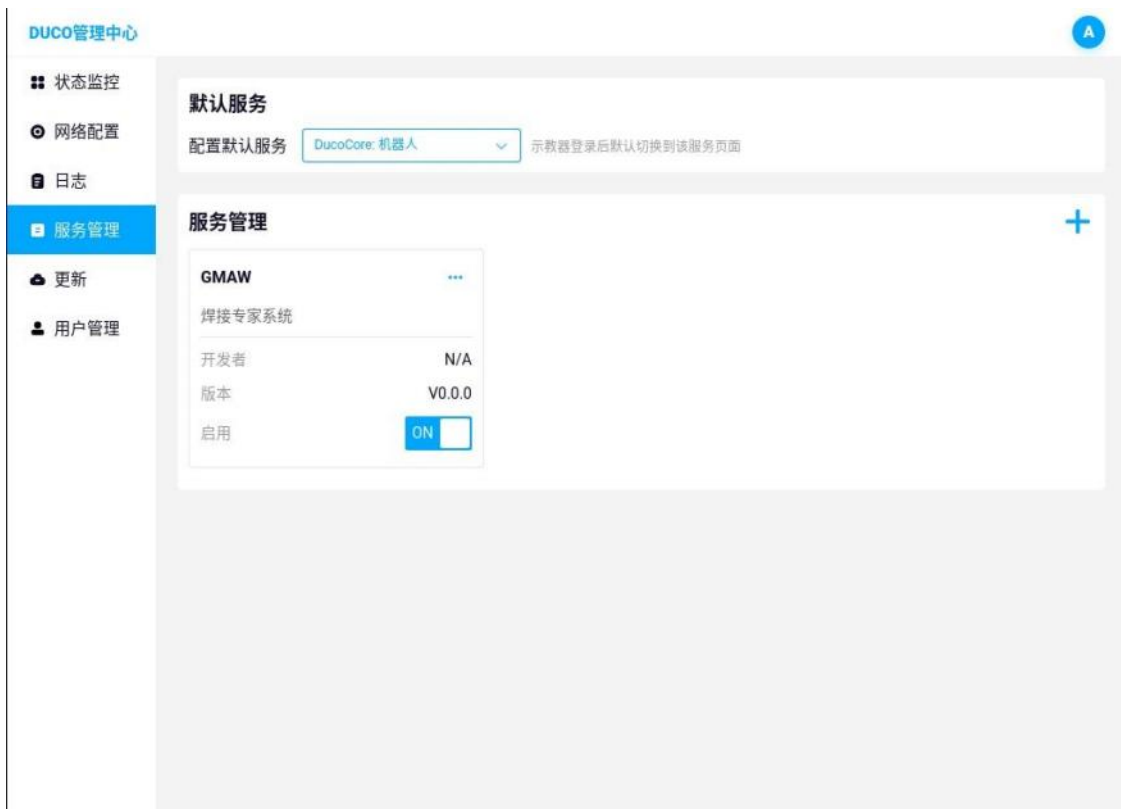 DUCO管理中心
A
状态监控
网络配置
日志
服务管理
更新
用户管理
默认服务
配置默认服务 DucoCore: 机器人 示教器登录后默认切换到该服务页面
服务管理
GMAW
焊接专家系统
开发者 N/A
版本 V0.0.0
启用 ON